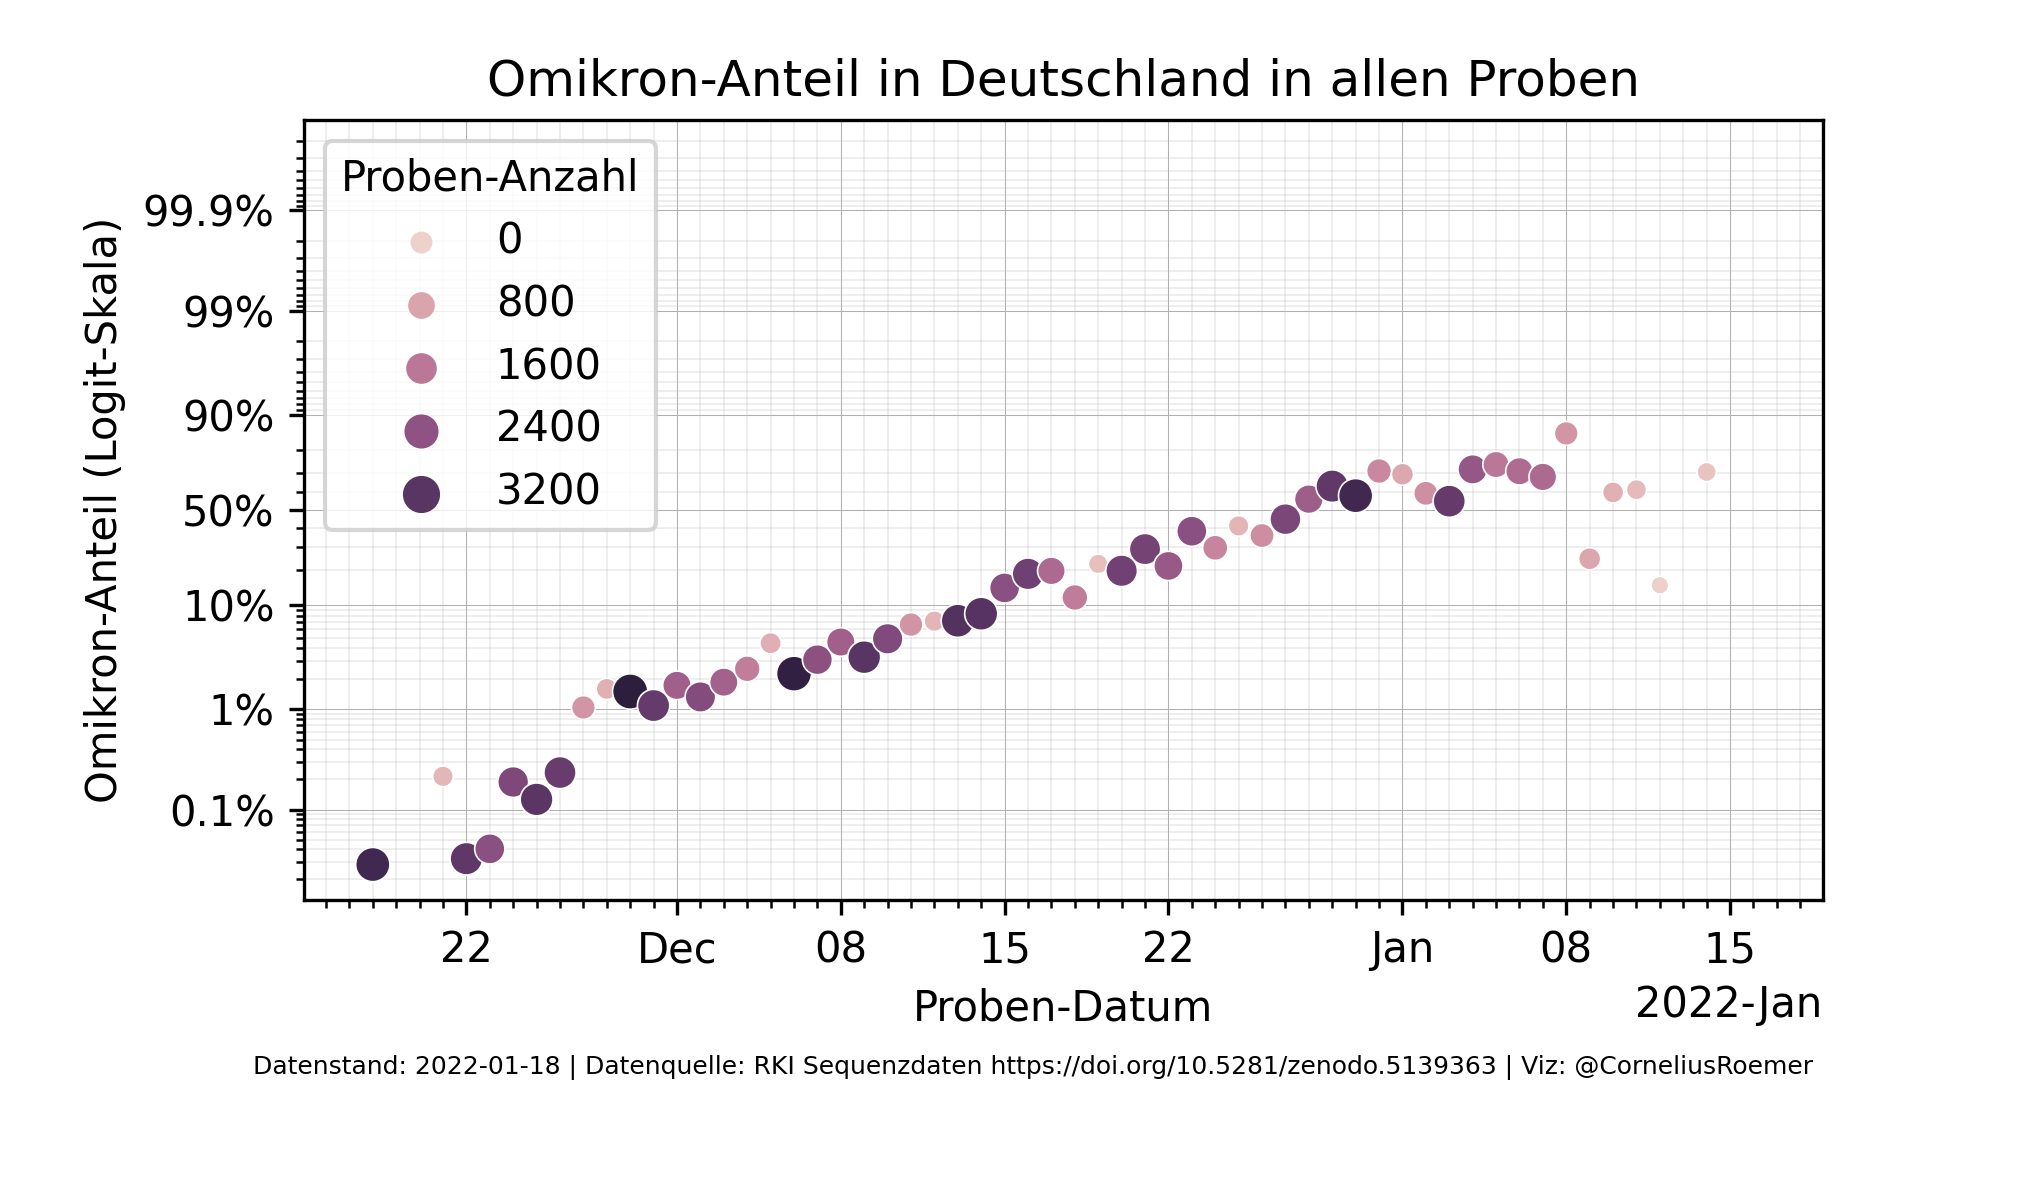 Omikron-Anteil in Deutschland in allen Proben
Proben-Anzahl
0
800
1600
2400
3200
Omikron-Anteil (Logit-Skala)
99.9%
99%
90%
50%
10%
1%
0.1%
22 Dec 08 15 22 Jan 08 15
Proben-Datum
2022-Jan
Datenstand: 2022-01-18 | Datenquelle: RKI Sequenzdaten https://doi.org/10.5281/zenodo.5139363 | Viz: @CorneliusRoemer